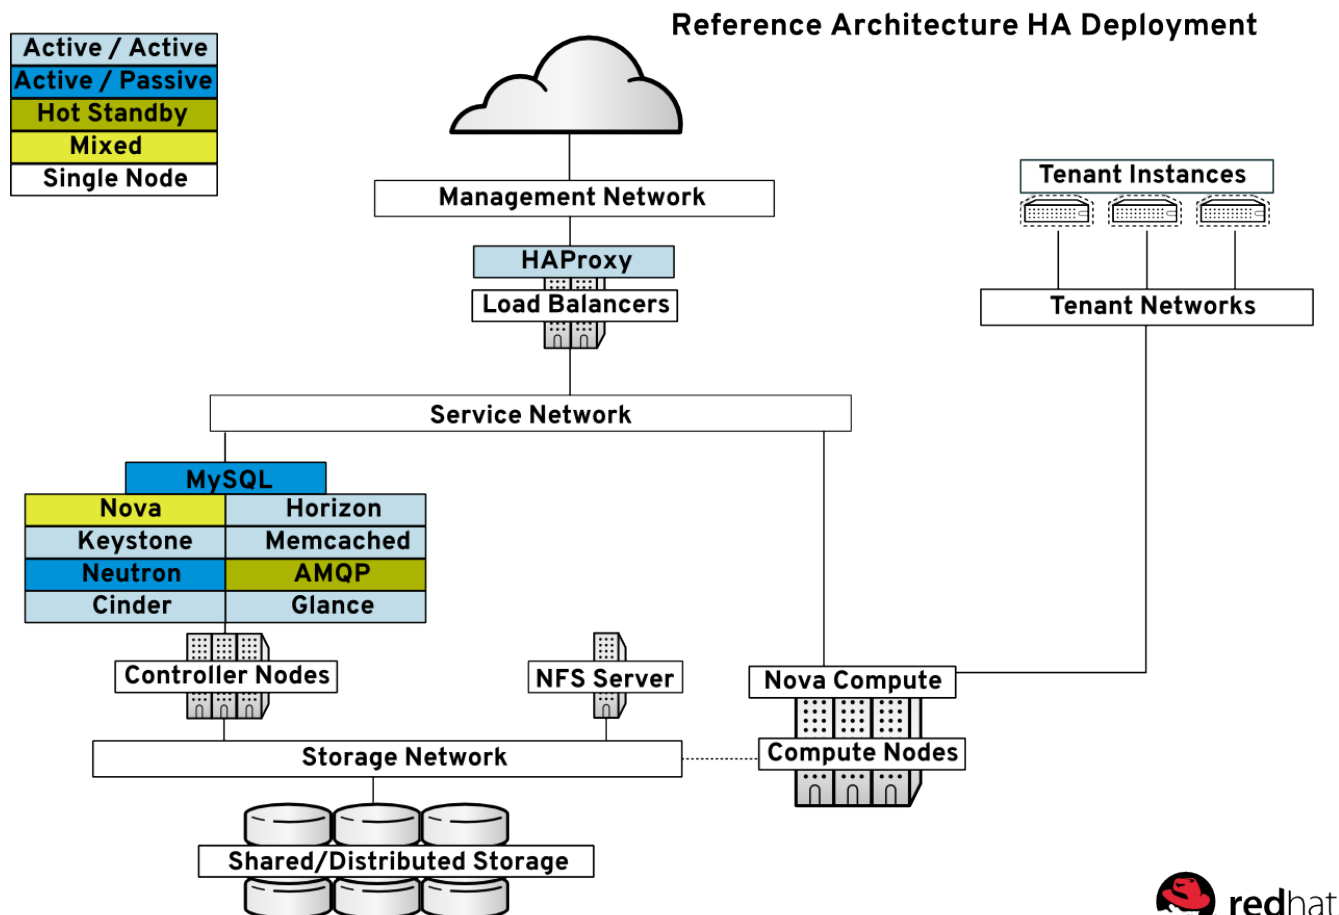 Reference Architecture HA Deployment
Active / Active
Active / Passive
Hot Standby
Mixed
Single Node
Management Network
Tenant Instances
HAProxy
Load Balancers
Tenant Networks
Service Network
MySQL
Nova
Horizon
Keystone
Memcached
Neutron
AMQP
Cinder
Glance
Controller Nodes
NFS Server
Nova Compute
Storage Network
Compute Nodes
Shared/Distributed Storage
redhat